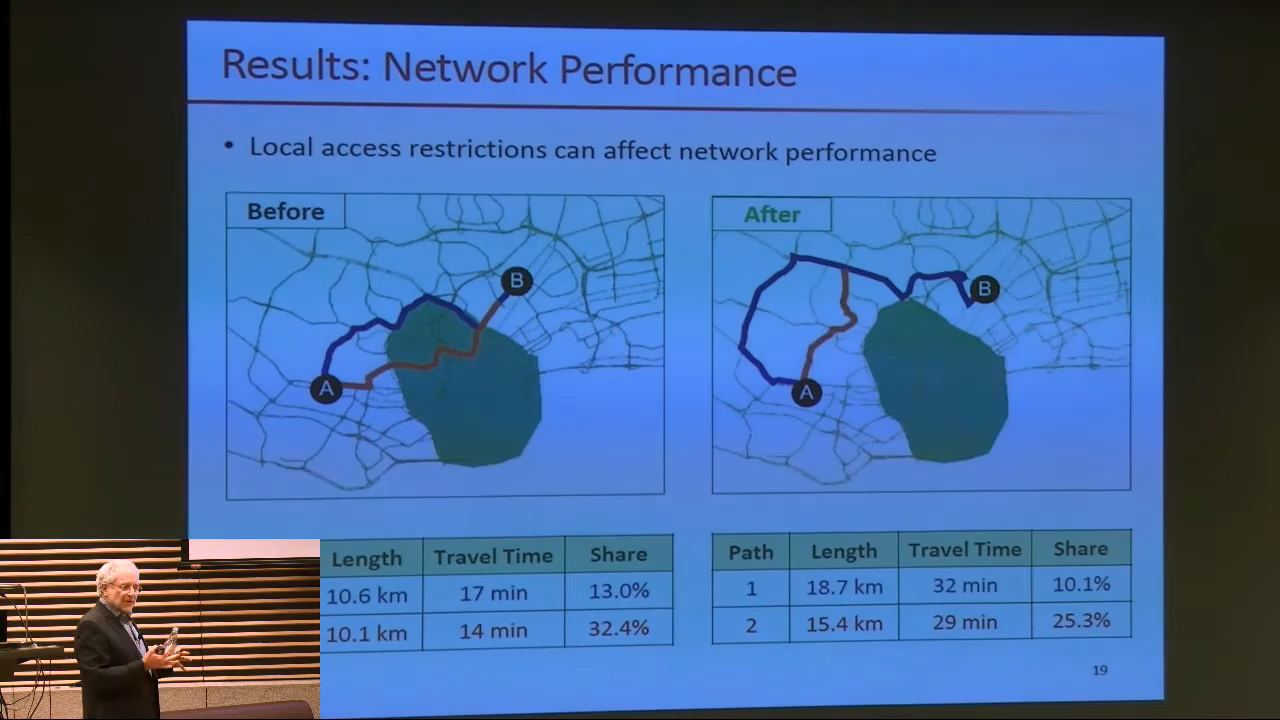 Results: Network Performance
• Local access restrictions can affect network performance
Before
After
B
A
B
A
Length Travel Time Share
10.6 km 17 min 13.0%
10.1 km 14 min 32.4%
Path Length Travel Time Share
1 18.7 km 32 min 10.1%
2 15.4 km 29 min 25.3%
19